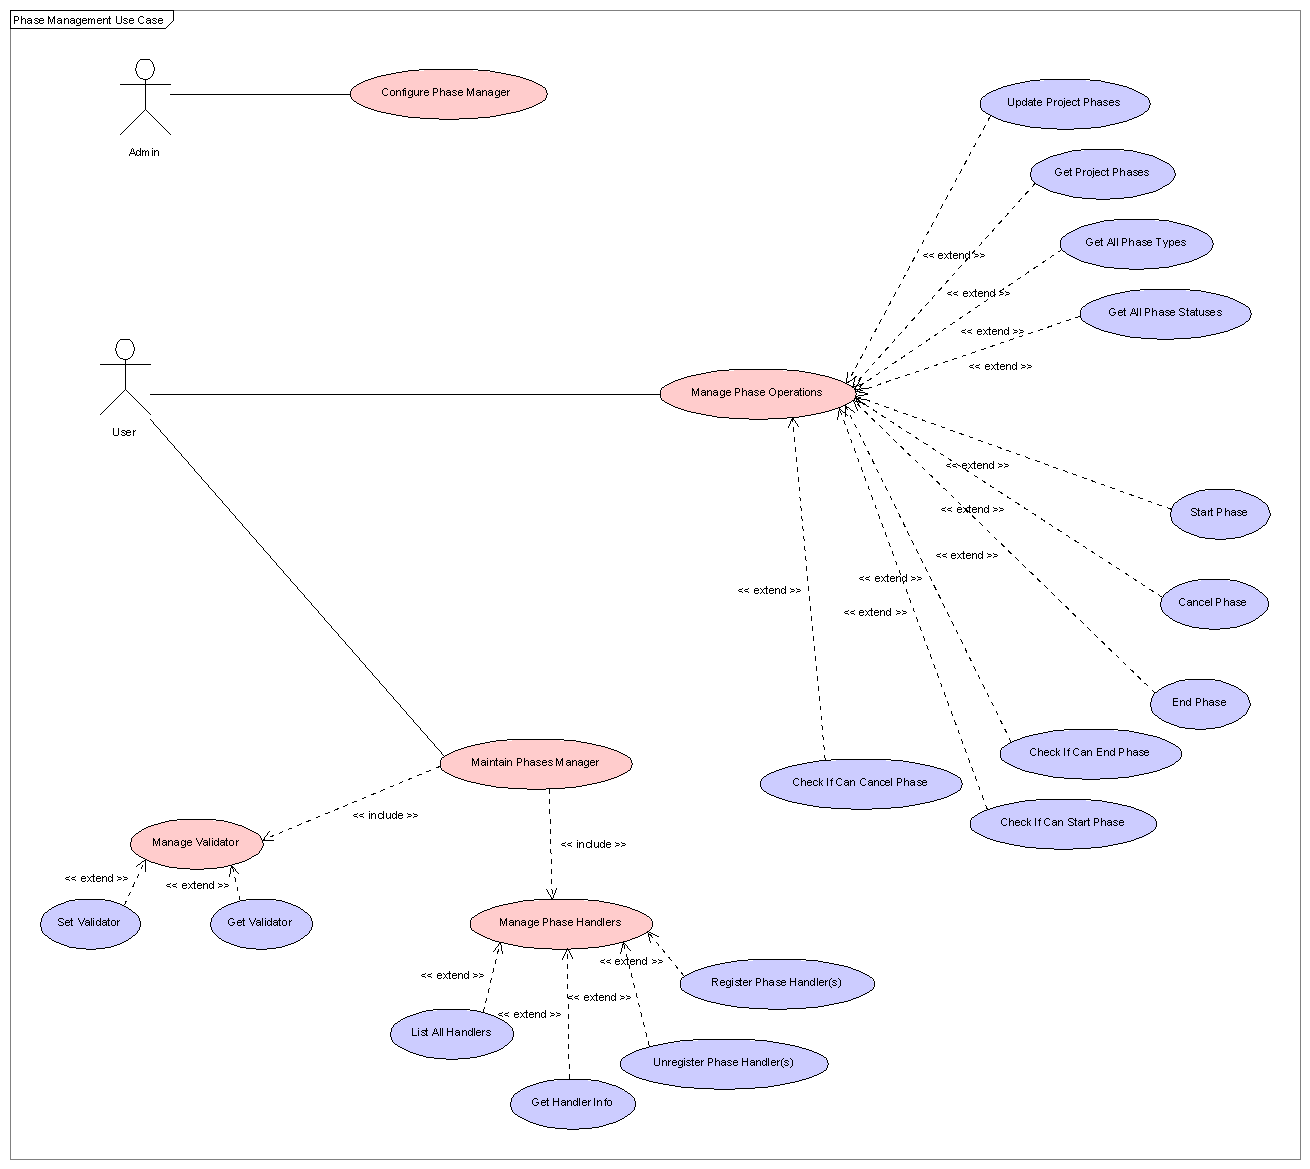 Phase Management Use Case
Configure Phase Manager
Admin
Update Project Phases
Get Project Phases
Get All Phase Types
<< extend >>
<< extend >>
Get All Phase Statuses
<< extend >>
<< extend >>
Manage Phase Operations
User
<< extend >>
<< extend >>
Start Phase
<< extend >>
<< extend >>
<< extend >>
Cancel Phase
<< extend >>
End Phase
Check If Can End Phase
Maintain Phases Manager
Check If Can Cancel Phase
<< include >>
Check If Can Start Phase
Manage Validator
<< include >>
<< extend >>
<< extend >>
Set Validator
Get Validator
Manage Phase Handlers
<< extend >>
<< extend >>
Register Phase Handler(s)
<< extend >>
<< extend >>
List All Handlers
Unregister Phase Handler(s)
Get Handler Info